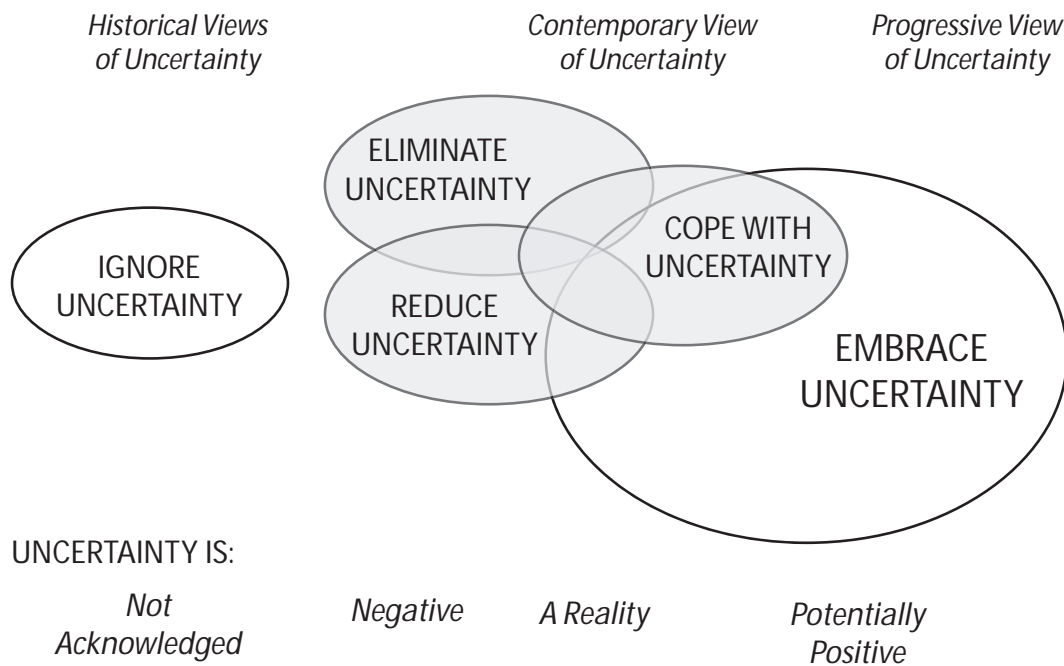 Historical Views
of Uncertainty
Contemporary View
of Uncertainty
Progressive View
of Uncertainty
ELIMINATE
UNCERTAINTY
IGNORE
UNCERTAINTY
REDUCE
UNCERTAINTY
COPE WITH
UNCERTAINTY
EMBRACE
UNCERTAINTY
UNCERTAINTY IS:
Not
Acknowledged
Negative
A Reality
Potentially
Positive